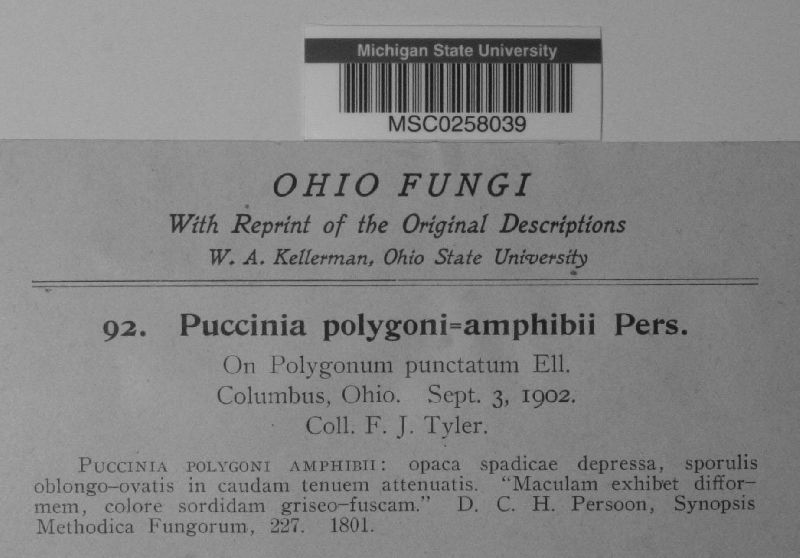 Michigan State University
MSC0258039
OHIO FUNGI
With Reprint of the Original Descriptions
W. A. Kellerman, Ohio State University
92. Puccinia polygoni=amphibii Pers.
On Polygonum punctatum Ell.
Columbus, Ohio. Sept. 3, 1902.
Coll. F. J. Tyler.
PUCCINIA POLYGONI AMPHIBII: opaca spadicae depressa, sporulis
oblongo-ovatis in caudam tenuem attenuatis. "Maculam exhibet diffor-
mem, colore sordidam griseo-fuscam." D. C. H. Persoon, Synopsis
Methodica Fungorum, 227. 1801.